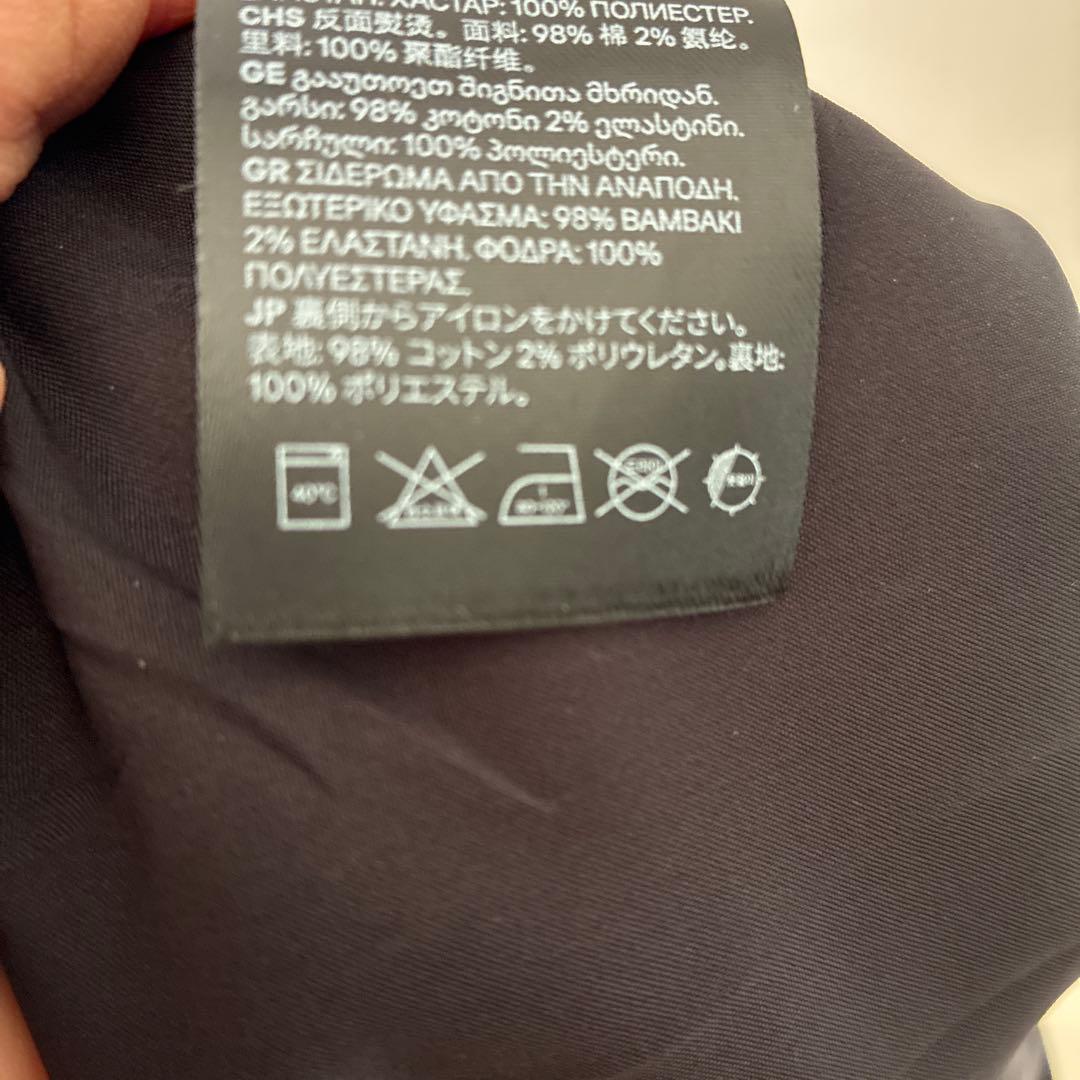 ХАСТАР: 100% ПОЛИЕСТЕР.
CHS 反面熨烫。面料: 98% 棉 2% 氨纶。
里料: 100% 聚酯纤维。
GE გააუთოეთ შიგნითა მხრიდან.
გარსი: 98% კოტონი 2% ელასტინი.
სარჩული: 100% პოლიესტერი.
GR ΣΙΔΕΡΩΜΑ ΑΠΟ ΤΗΝ ΑΝΑΠΟΔΗ.
ΕΞΩΤΕΡΙΚΟ ΥΦΑΣΜΑ: 98% ΒΑΜΒΑΚΙ
2% ΕΛΑΣΤΑΝΗ. ΦΟΔΡΑ: 100%
ΠΟΛΥΕΣΤΕΡΑΣ.
JP 裏側からアイロンをかけてください。
表地: 98% コットン 2% ポリウレタン。裏地:
100% ポリエステル。
40°C